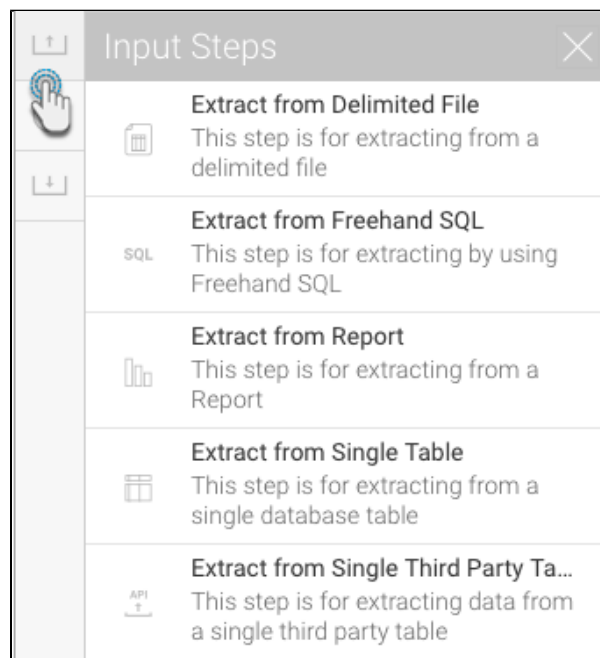 Input Steps
Extract from Delimited File
This step is for extracting from a
delimited file
SQL
Extract from Freehand SQL
This step is for extracting by using
Freehand SQL
Extract from Report
This step is for extracting from a
Report
Extract from Single Table
This step is for extracting from a
single database table
API
Extract from Single Third Party Ta...
This step is for extracting data from
a single third party table